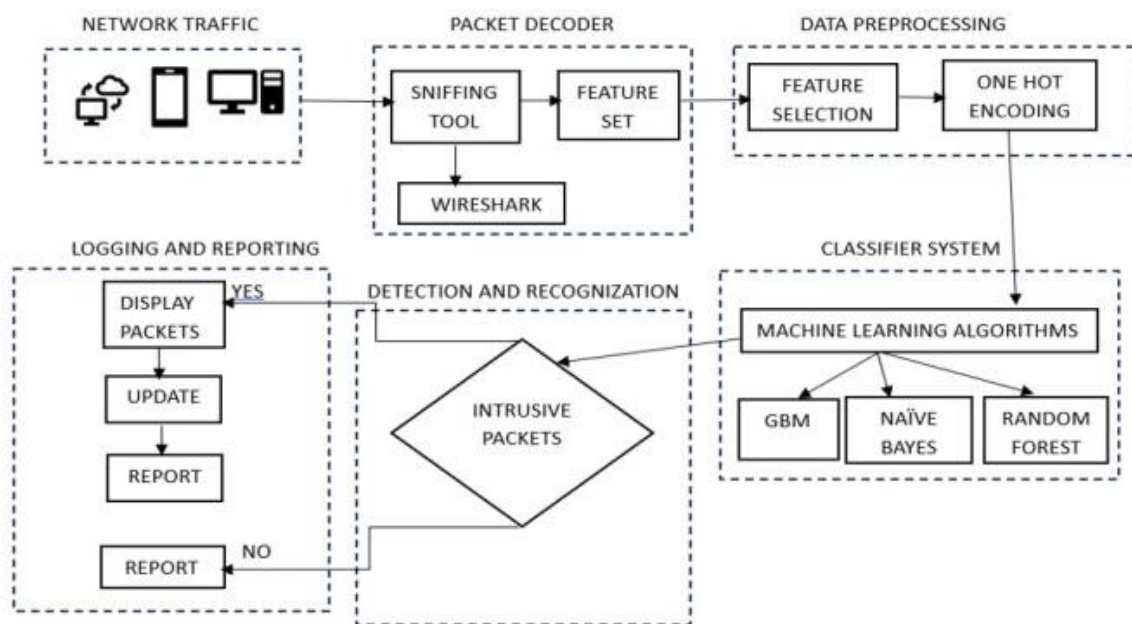 NETWORK TRAFFIC
PACKET DECODER
DATA PREPROCESSING
SNIFFING
TOOL
FEATURE
SET
WIRESHARK
FEATURE
SELECTION
ONE HOT
ENCODING
LOGGING AND REPORTING
DISPLAY
PACKETS
YES
UPDATE
REPORT
REPORT
NO
DETECTION AND RECOGNIZATION
INTRUSIVE
PACKETS
CLASSIFIER SYSTEM
MACHINE LEARNING ALGORITHMS
GBM
NAÏVE
BAYES
RANDOM
FOREST